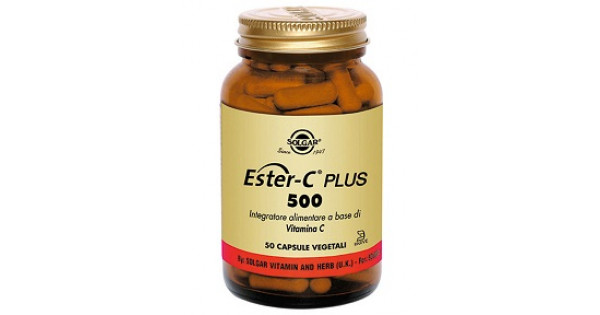 SOLGAR®
Since 1947
Ester-C® PLUS
500
Integratore alimentare a base di
Vitamina C
50 CAPSULE VEGETALI
By: SOLGAR VITAMIN AND HERB (U.K.) - Per: